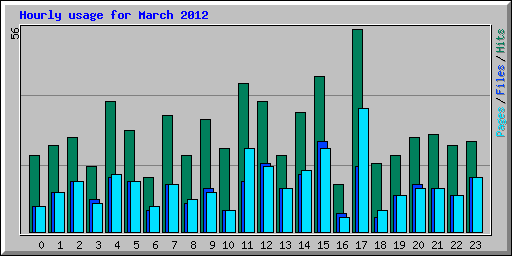 Hourly usage for March 2012
56
Pages / Files / Hits
0 1 2 3 4 5 6 7 8 9 10 11 12 13 14 15 16 17 18 19 20 21 22 23